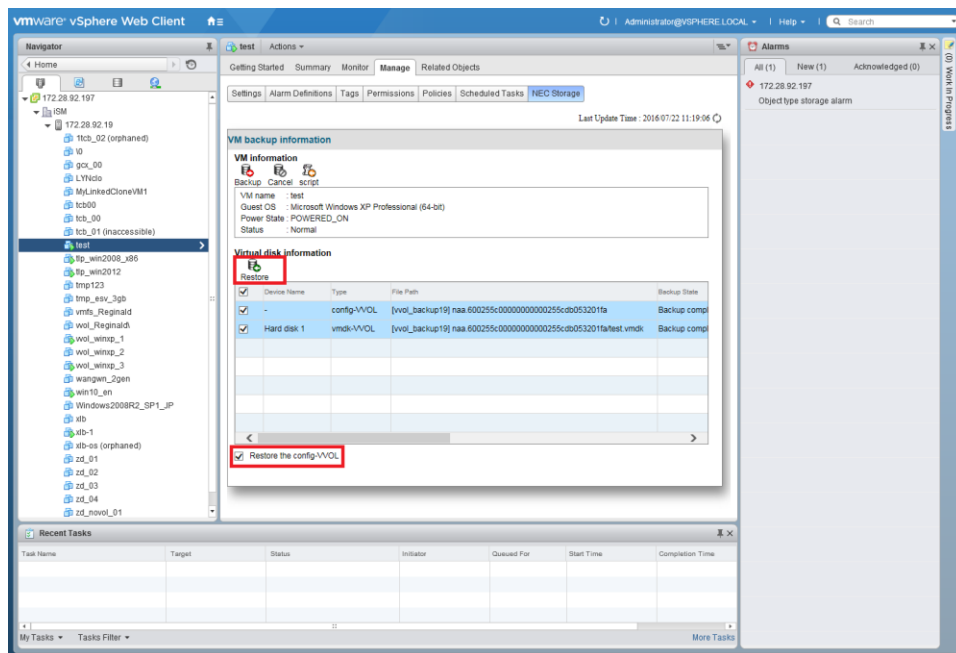 vmware® vSphere Web Client
Administrator@VSPHERE.LOCAL
Help
Search
Navigator
Home
172.28.92.197
iSM
172.28.92.19
1tcb_02 (orphaned)
\0
gcx_00
LYNclo
MyLinkedCloneVM1
tcb00
tcb_00
tcb_01 (inaccessible)
test
tlp_win2008_x86
tlp_win2012
tmp123
tmp_esv_3gb
vmfs_Reginald
vvol_Reginald\
vvol_winxp_1
vvol_winxp_2
vvol_winxp_3
wangwn_2gen
win10_en
Windows2008R2_SP1_JP
xlb
xlb-1
xlb-os (orphaned)
zd_01
zd_02
zd_03
zd_04
zd_novol_01
test Actions
Getting Started Summary Monitor Manage Related Objects
Settings Alarm Definitions Tags Permissions Policies Scheduled Tasks NEC Storage
Last Update Time : 2016/07/22 11:19:06
VM backup information
VM information
Backup Cancel script
VM name : test
Guest OS : Microsoft Windows XP Professional (64-bit)
Power State : POWERED_ON
Status : Normal
Virtual disk information
Restore
Device Name Type File Path Backup State
- config-VVOL [vvol_backup19] naa.600255c00000000000255cdb053201fa Backup compl
Hard disk 1 vmdk-VVOL [vvol_backup19] naa.600255c00000000000255cdb053201fa/test.vmdk Backup compl
Restore the config-VVOL
Alarms
All (1) New (1) Acknowledged (0)
172.28.92.197
Object type storage alarm
(0) Work In Progress
Recent Tasks
Task Name Target Status Initiator Queued For Start Time Completion Time
My Tasks Tasks Filter More Tasks